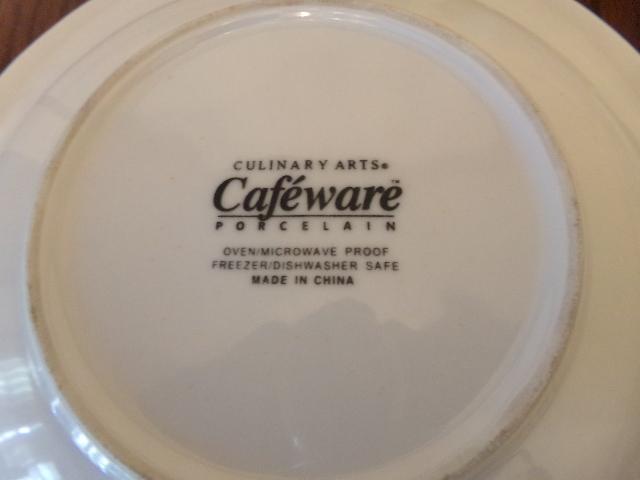 CULINARY ARTS®
Caféware™
PORCELAIN
OVEN/MICROWAVE PROOF
FREEZER/DISHWASHER SAFE
MADE IN CHINA